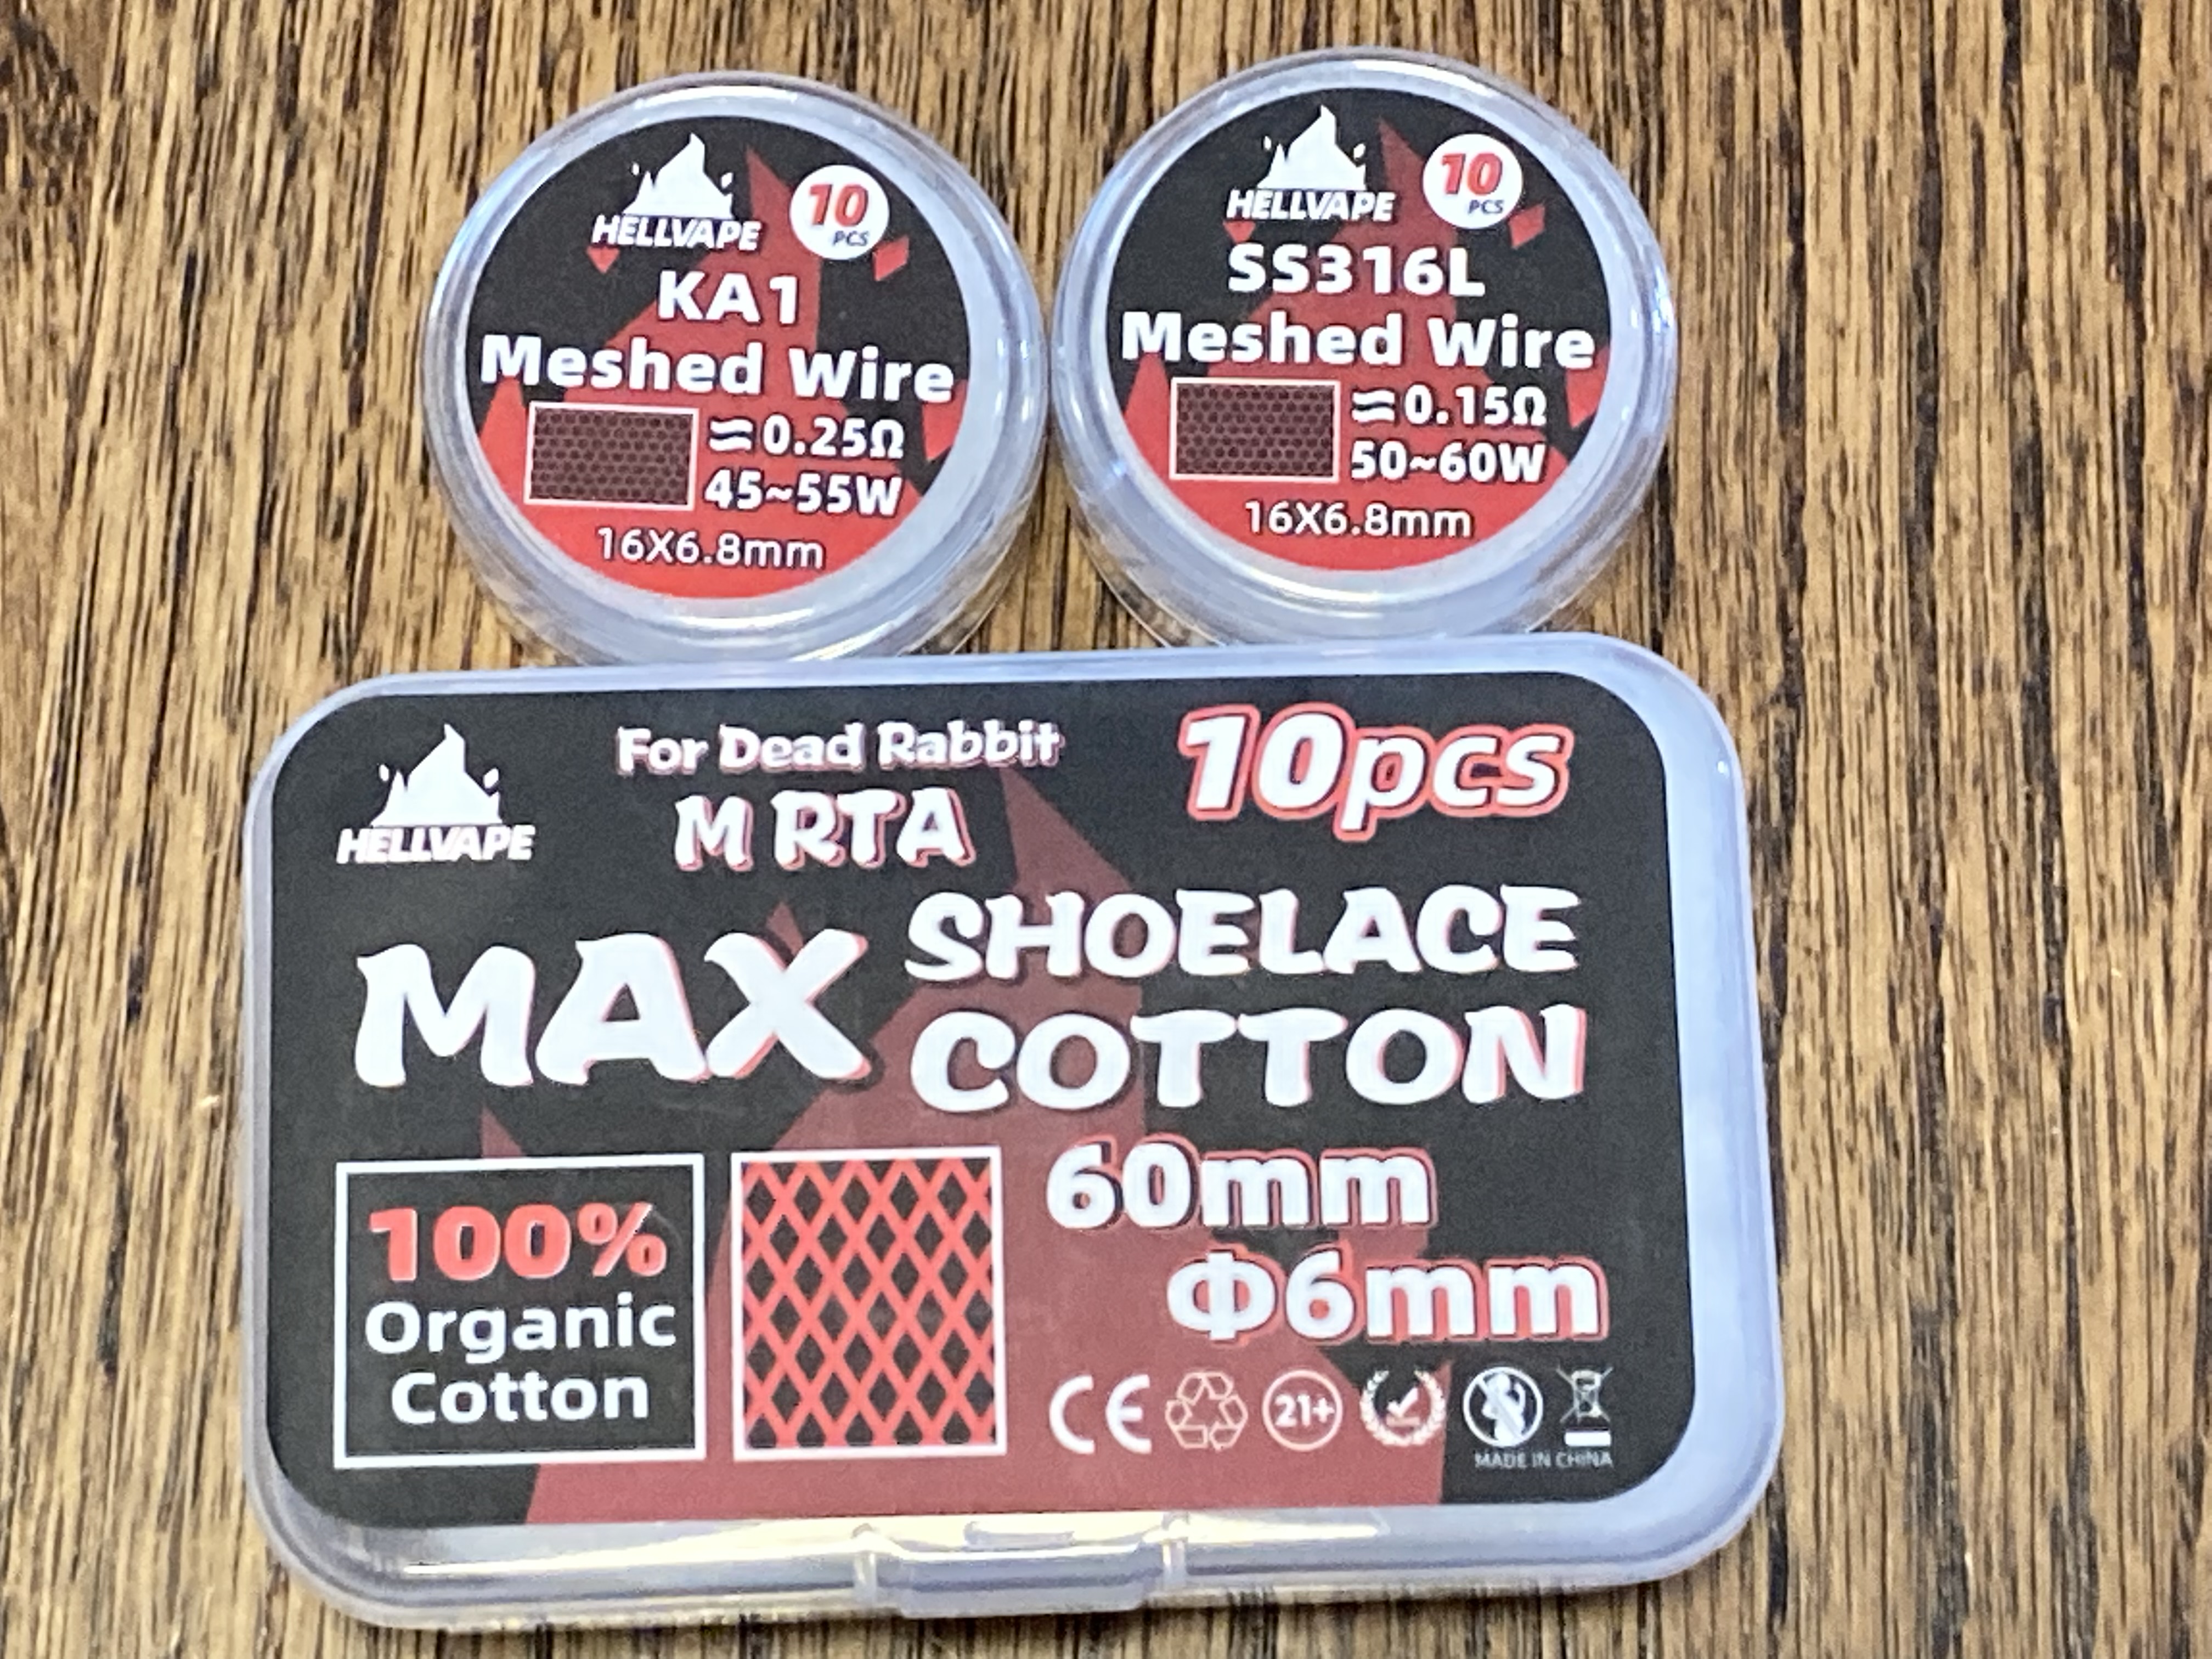 HELLVAPE
10
PCS
KA1
Meshed Wire
≈0.25Ω
45~55W
16X6.8mm
HELLVAPE
10
PCS
SS316L
Meshed Wire
≈0.15Ω
50~60W
16X6.8mm
HELLVAPE
For Dead Rabbit
M RTA
10pcs
MAX
SHOELACE
COTTON
100%
Organic
Cotton
60mm
Φ6mm
CE
21+
MADE IN CHINA